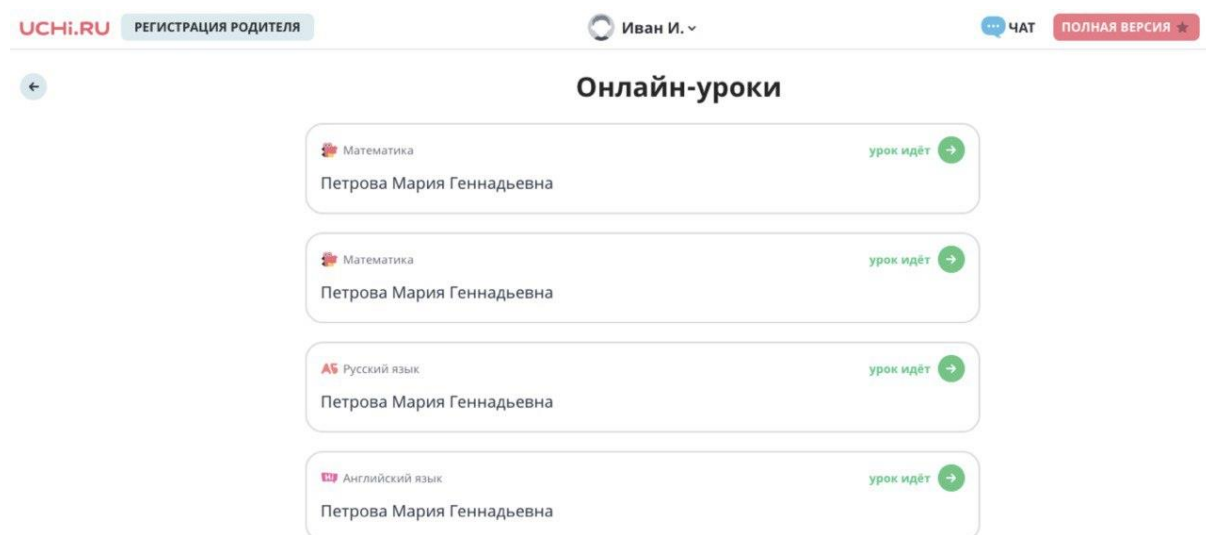 UCHi.RU РЕГИСТРАЦИЯ РОДИТЕЛЯ Иван И. ЧАТ ПОЛНАЯ ВЕРСИЯ
Онлайн-уроки
Математика урок идёт
Петрова Мария Геннадьевна
Математика урок идёт
Петрова Мария Геннадьевна
АБ Русский язык урок идёт
Петрова Мария Геннадьевна
Hi Английский язык урок идёт
Петрова Мария Геннадьевна